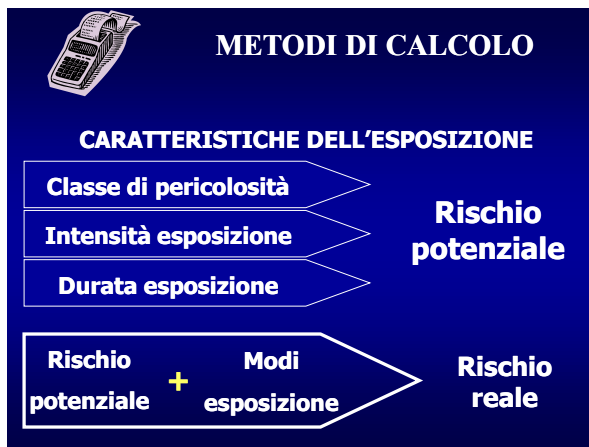 METODI DI CALCOLO
CARATTERISTICHE DELL'ESPOSIZIONE
Classe di pericolosità
Intensità esposizione
Durata esposizione
Rischio
potenziale
Rischio
potenziale
+
Modi
esposizione
Rischio
reale